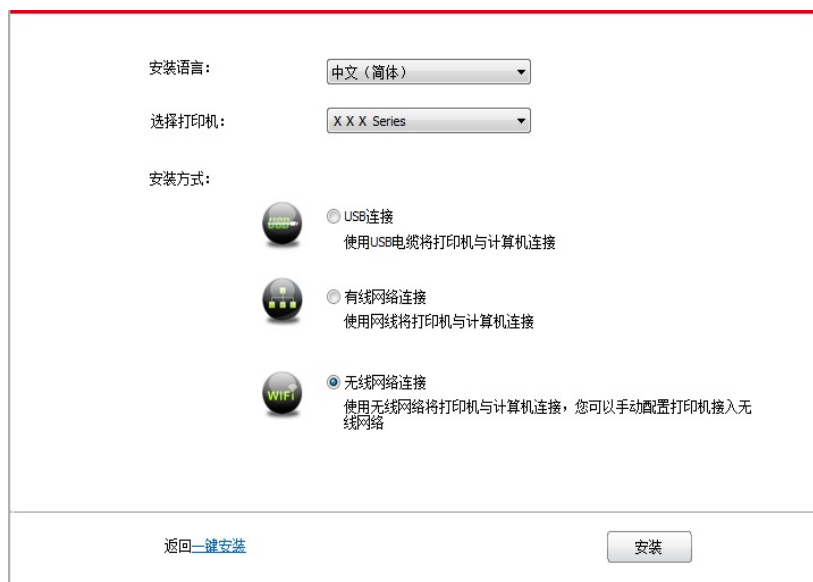 安装语言:
中文（简体）
选择打印机:
X X X Series
安装方式:
USB
USB连接
使用USB电缆将打印机与计算机连接
有线网络连接
使用网线将打印机与计算机连接
WiFi
无线网络连接
使用无线网络将打印机与计算机连接，您可以手动配置打印机接入无
线网络
返回一键安装
安装